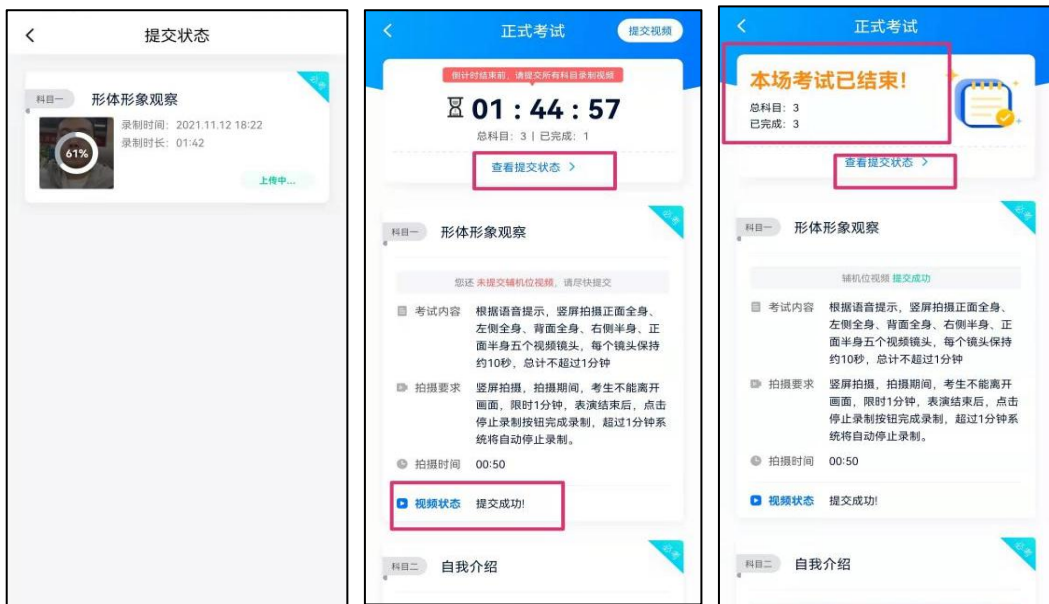 提交状态
必考
科目一 形体形象观察
录制时间: 2021.11.12 18:22
录制时长: 01:42
61%
上传中...
正式考试
提交视频
倒计时结束前, 请提交所有科目录制视频
01 : 44 : 57
总科目: 3 | 已完成: 1
查看提交状态 >
必考
科目一 形体形象观察
您还 未提交辅机位视频, 请尽快提交
考试内容 根据语音提示, 竖屏拍摄正面全身、
左侧全身、背面全身、右侧半身、正
面半身五个视频镜头, 每个镜头保持
约10秒, 总计不超过1分钟
拍摄要求 竖屏拍摄, 拍摄期间, 考生不能离开
画面, 限时1分钟, 表演结束后, 点击
停止录制按钮完成录制, 超过1分钟系
统将自动停止录制。
拍摄时间 00:50
视频状态 提交成功!
必考
科目二 自我介绍
正式考试
本场考试已结束!
总科目: 3
已完成: 3
查看提交状态 >
必考
科目一 形体形象观察
辅机位视频 提交成功
考试内容 根据语音提示, 竖屏拍摄正面全身、
左侧全身、背面全身、右侧半身、正
面半身五个视频镜头, 每个镜头保持
约10秒, 总计不超过1分钟
拍摄要求 竖屏拍摄, 拍摄期间, 考生不能离开
画面, 限时1分钟, 表演结束后, 点击
停止录制按钮完成录制, 超过1分钟系
统将自动停止录制。
拍摄时间 00:50
视频状态 提交成功!
必考
科目二 自我介绍